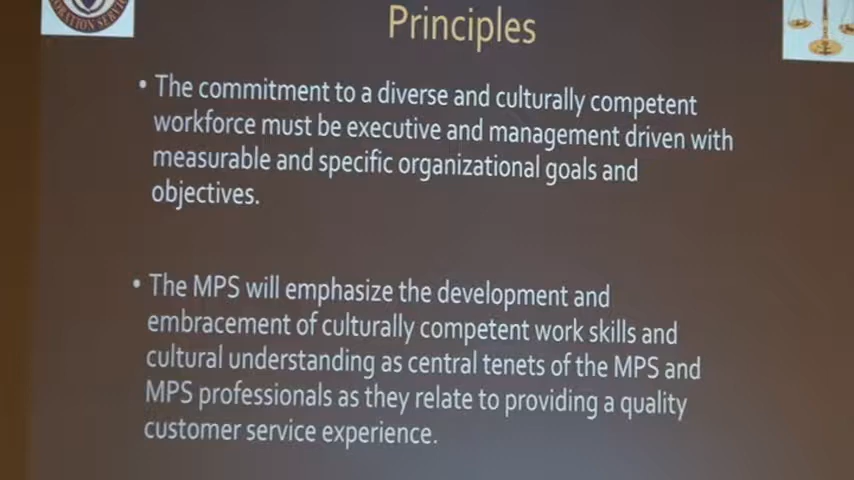 Principles
• The commitment to a diverse and culturally competent
workforce must be executive and management driven with
measurable and specific organizational goals and
objectives.
• The MPS will emphasize the development and
embracement of culturally competent work skills and
cultural understanding as central tenets of the MPS and
MPS professionals as they relate to providing a quality
customer service experience.
ORATION SERVI